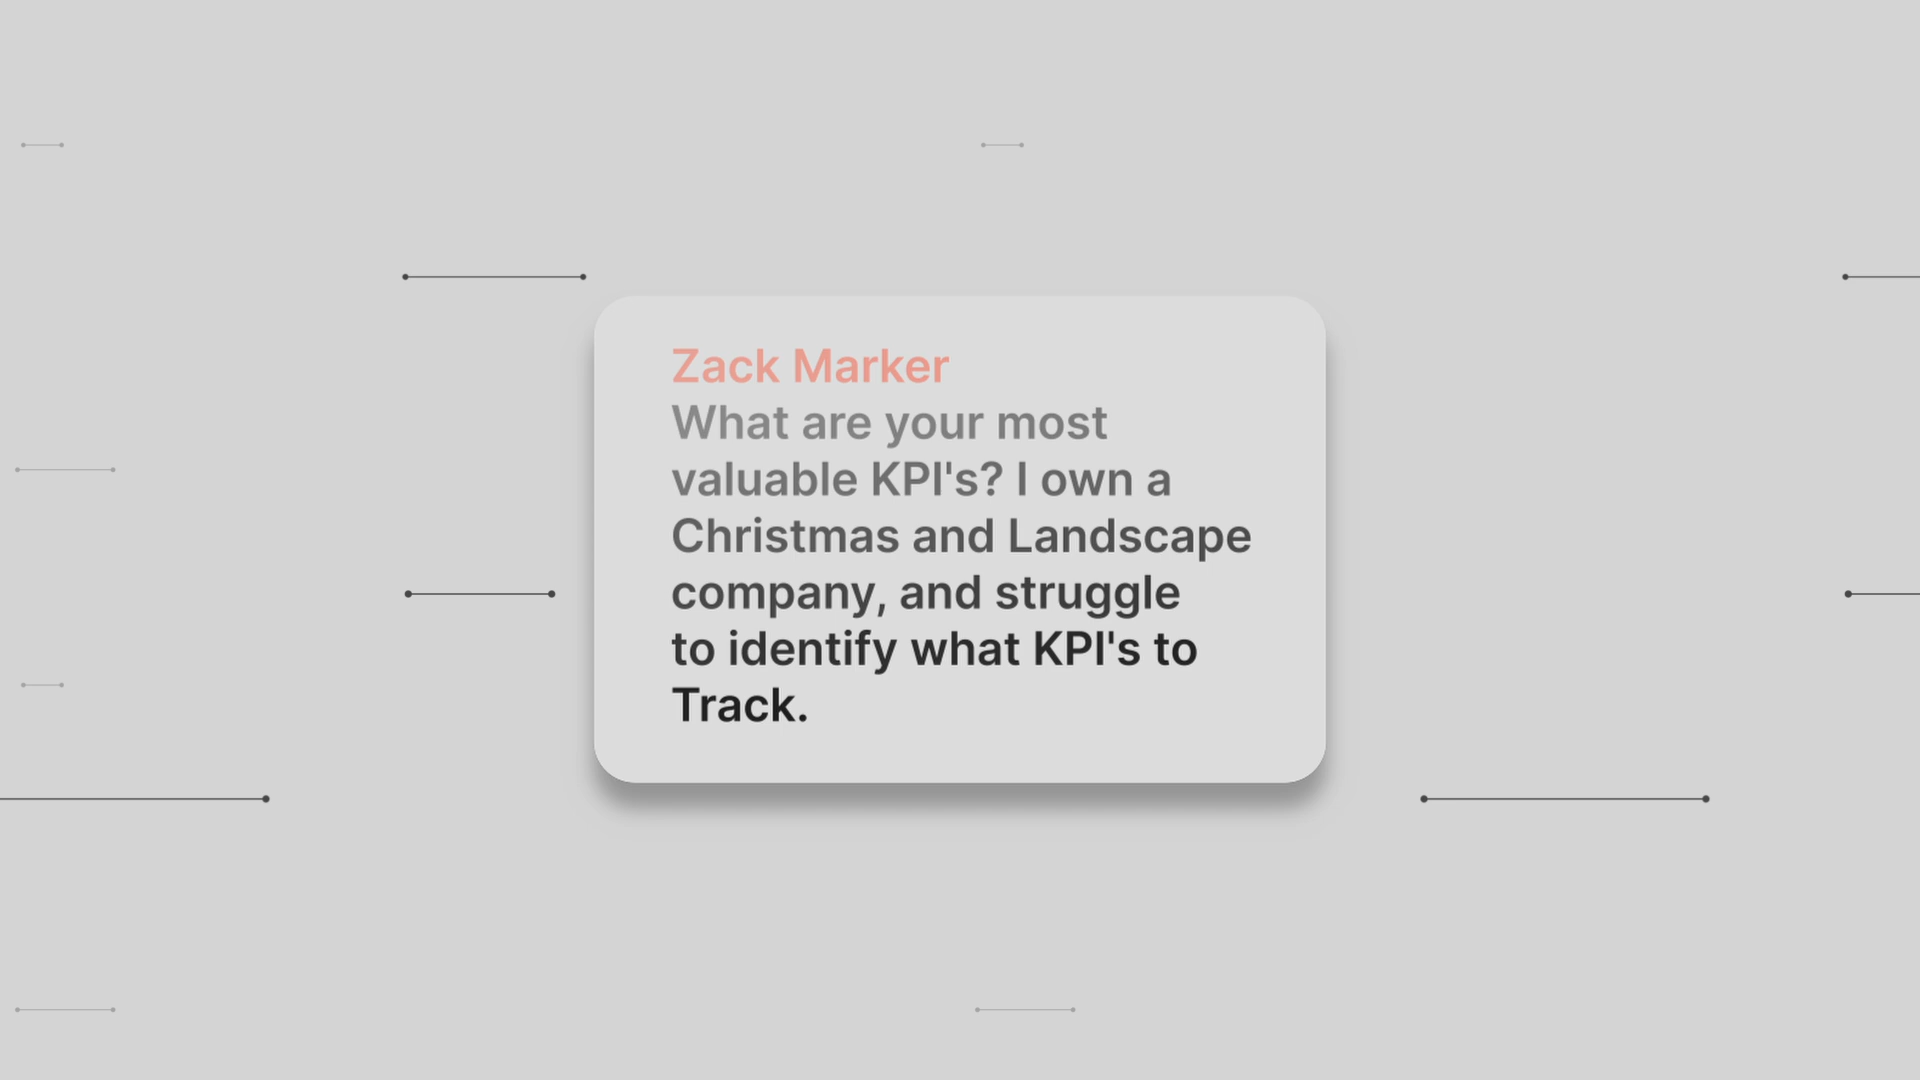 Zack Marker
What are your most
valuable KPI's? I own a
Christmas and Landscape
company, and struggle
to identify what KPI's to
Track.